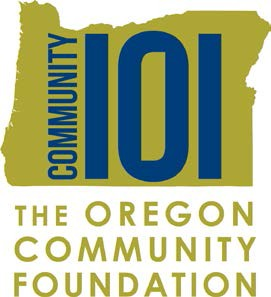 COMMUNITY 101
THE OREGON
COMMUNITY
FOUNDATION